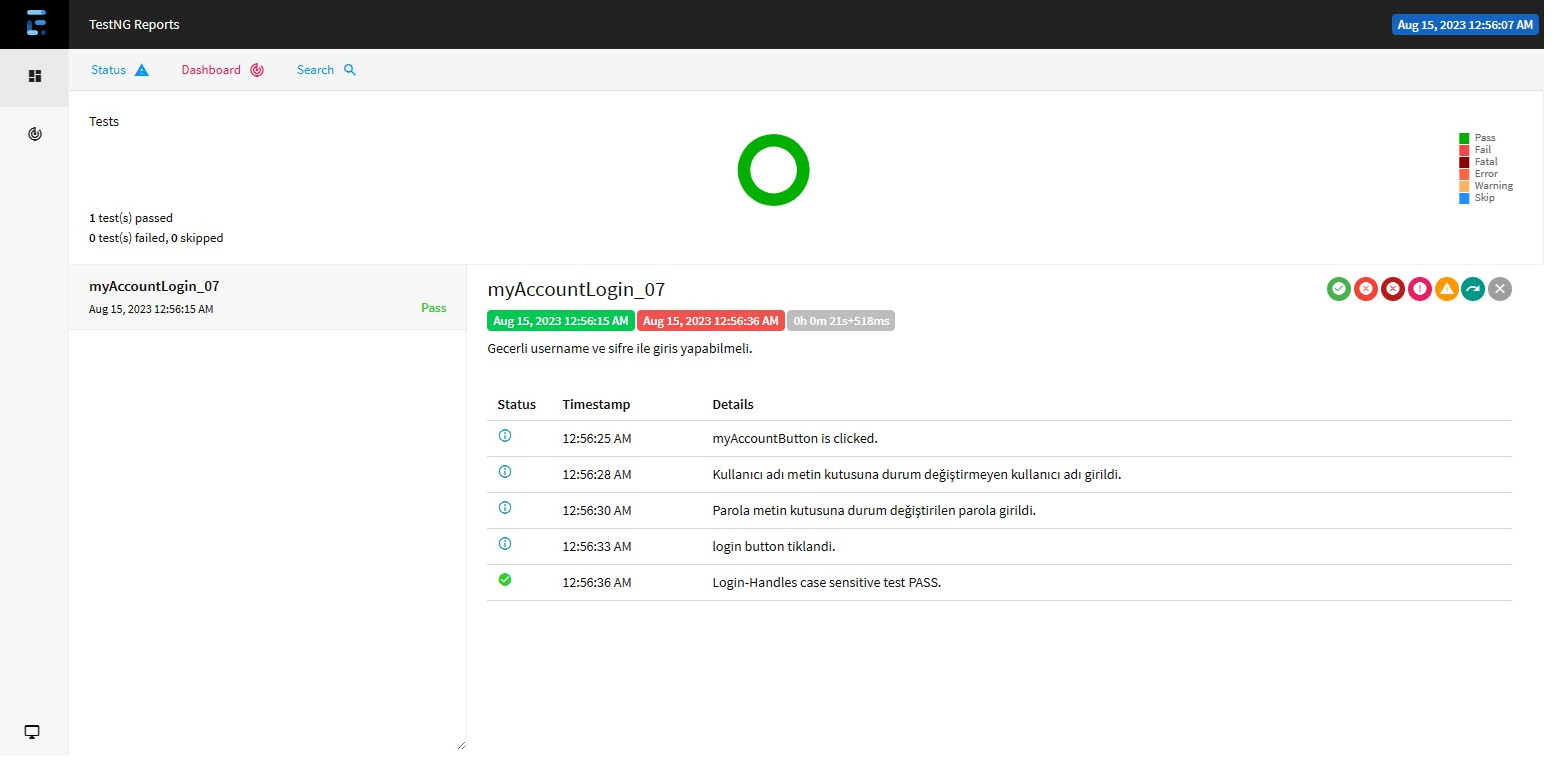 TestNG Reports
Aug 15, 2023 12:56:07 AM
Status
Dashboard
Search
Tests
Pass
Fail
Fatal
Error
Warning
Skip
1 test(s) passed
0 test(s) failed, 0 skipped
myAccountLogin_07
Aug 15, 2023 12:56:15 AM
Pass
myAccountLogin_07
Aug 15, 2023 12:56:15 AM Aug 15, 2023 12:56:36 AM 0h 0m 21s+518ms
Gecerli username ve sifre ile giris yapabilmeli.
Status Timestamp Details
12:56:25 AM myAccountButton is clicked.
12:56:28 AM Kullanıcı adı metin kutusuna durum değiştirmeyen kullanıcı adı girildi.
12:56:30 AM Parola metin kutusuna durum değiştirilen parola girildi.
12:56:33 AM login button tiklandi.
12:56:36 AM Login-Handles case sensitive test PASS.